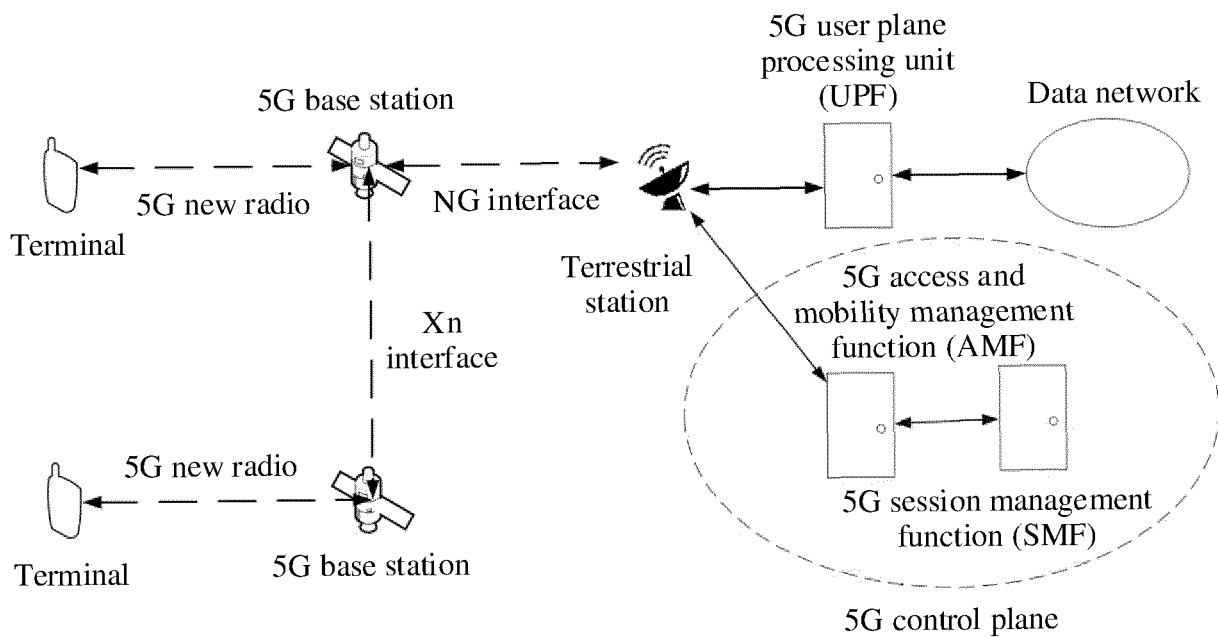 5G user plane
processing unit
(UPF)
Data network
5G base station
5G new radio
NG interface
Terminal
Terrestrial
station
5G access and
mobility management
function (AMF)
Xn
interface
5G new radio
5G session management
function (SMF)
Terminal
5G base station
5G control plane